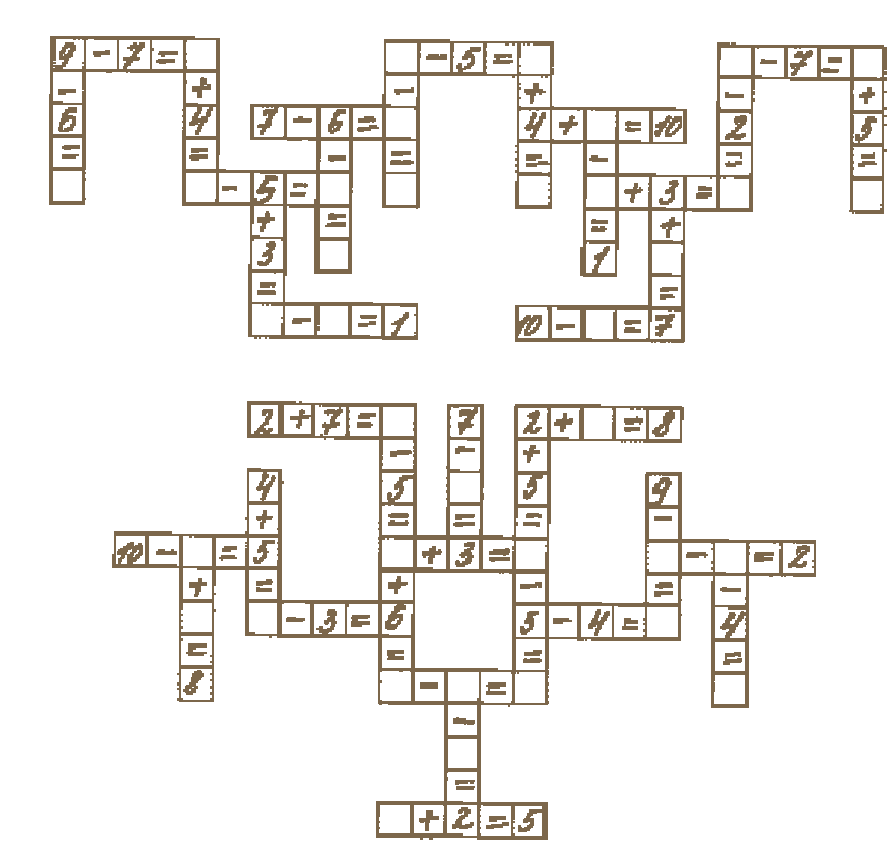 9 − 7 = − 5 = − 7 =
− + − + − +
6 4 7 − 6 = 4 + = 10 2 5
= = − = = − = =
− 5 = + 3 =
+ = = +
3 1
= =
− = 1 10 − = 7
2 + 7 = 7 2 + = 8
− − +
4 5 5 9
+ = = = −
10 − = 5 + 3 = − = 2
+ = + − = −
− 3 = 6 5 − 4 = 4
= = = =
8 − =
−
=
+ 2 = 5